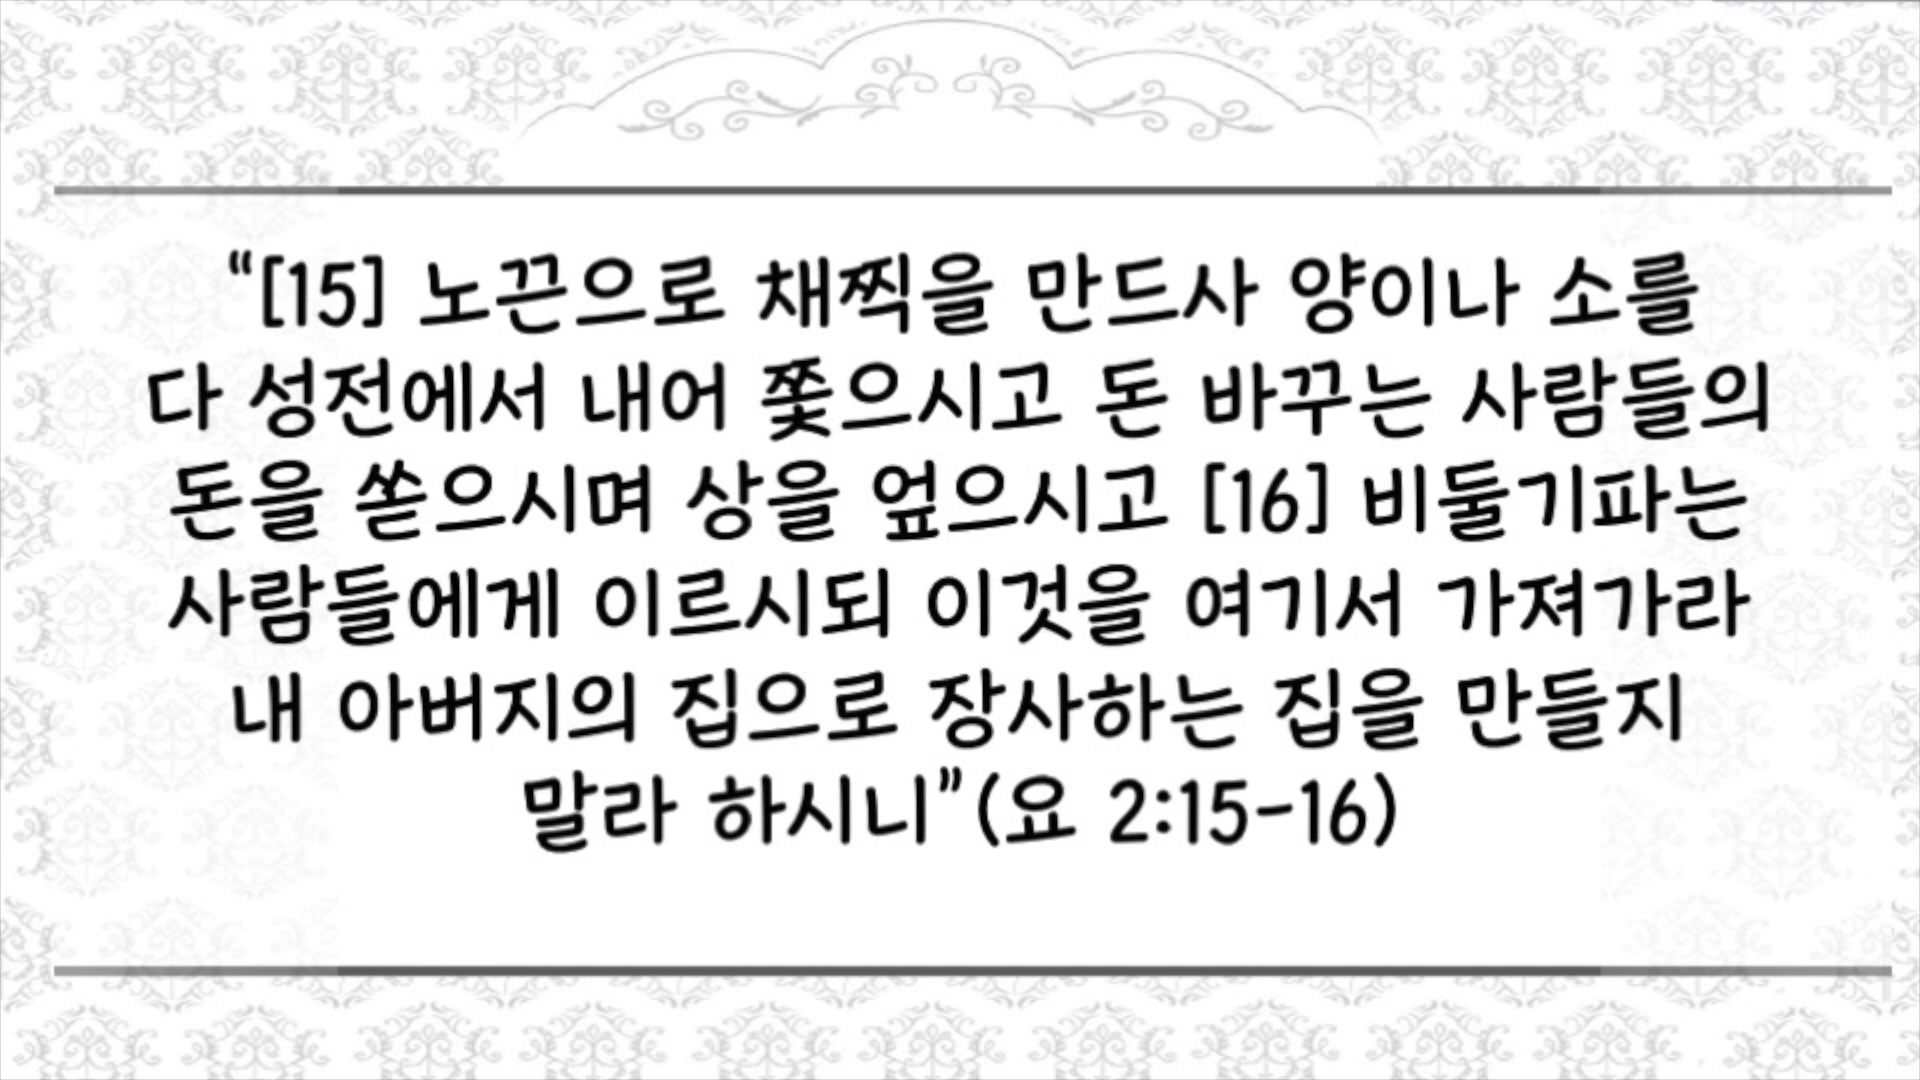 “[15] 노끈으로 채찍을 만드사 양이나 소를
다 성전에서 내어 쫓으시고 돈 바꾸는 사람들의
돈을 쏟으시며 상을 엎으시고 [16] 비둘기파는
사람들에게 이르시되 이것을 여기서 가져가라
내 아버지의 집으로 장사하는 집을 만들지
말라 하시니”(요 2:15-16)